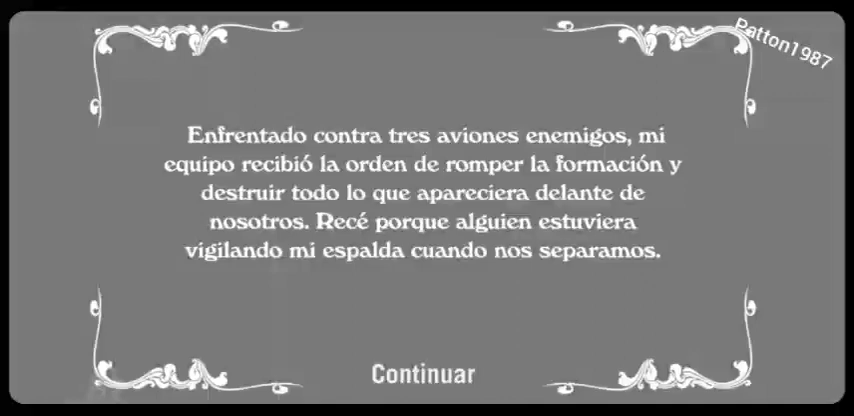 Patton1987
Enfrentado contra tres aviones enemigos, mi
equipo recibió la orden de romper la formación y
destruir todo lo que apareciera delante de
nosotros. Recé porque alguien estuviera
vigilando mi espalda cuando nos separamos.
Continuar